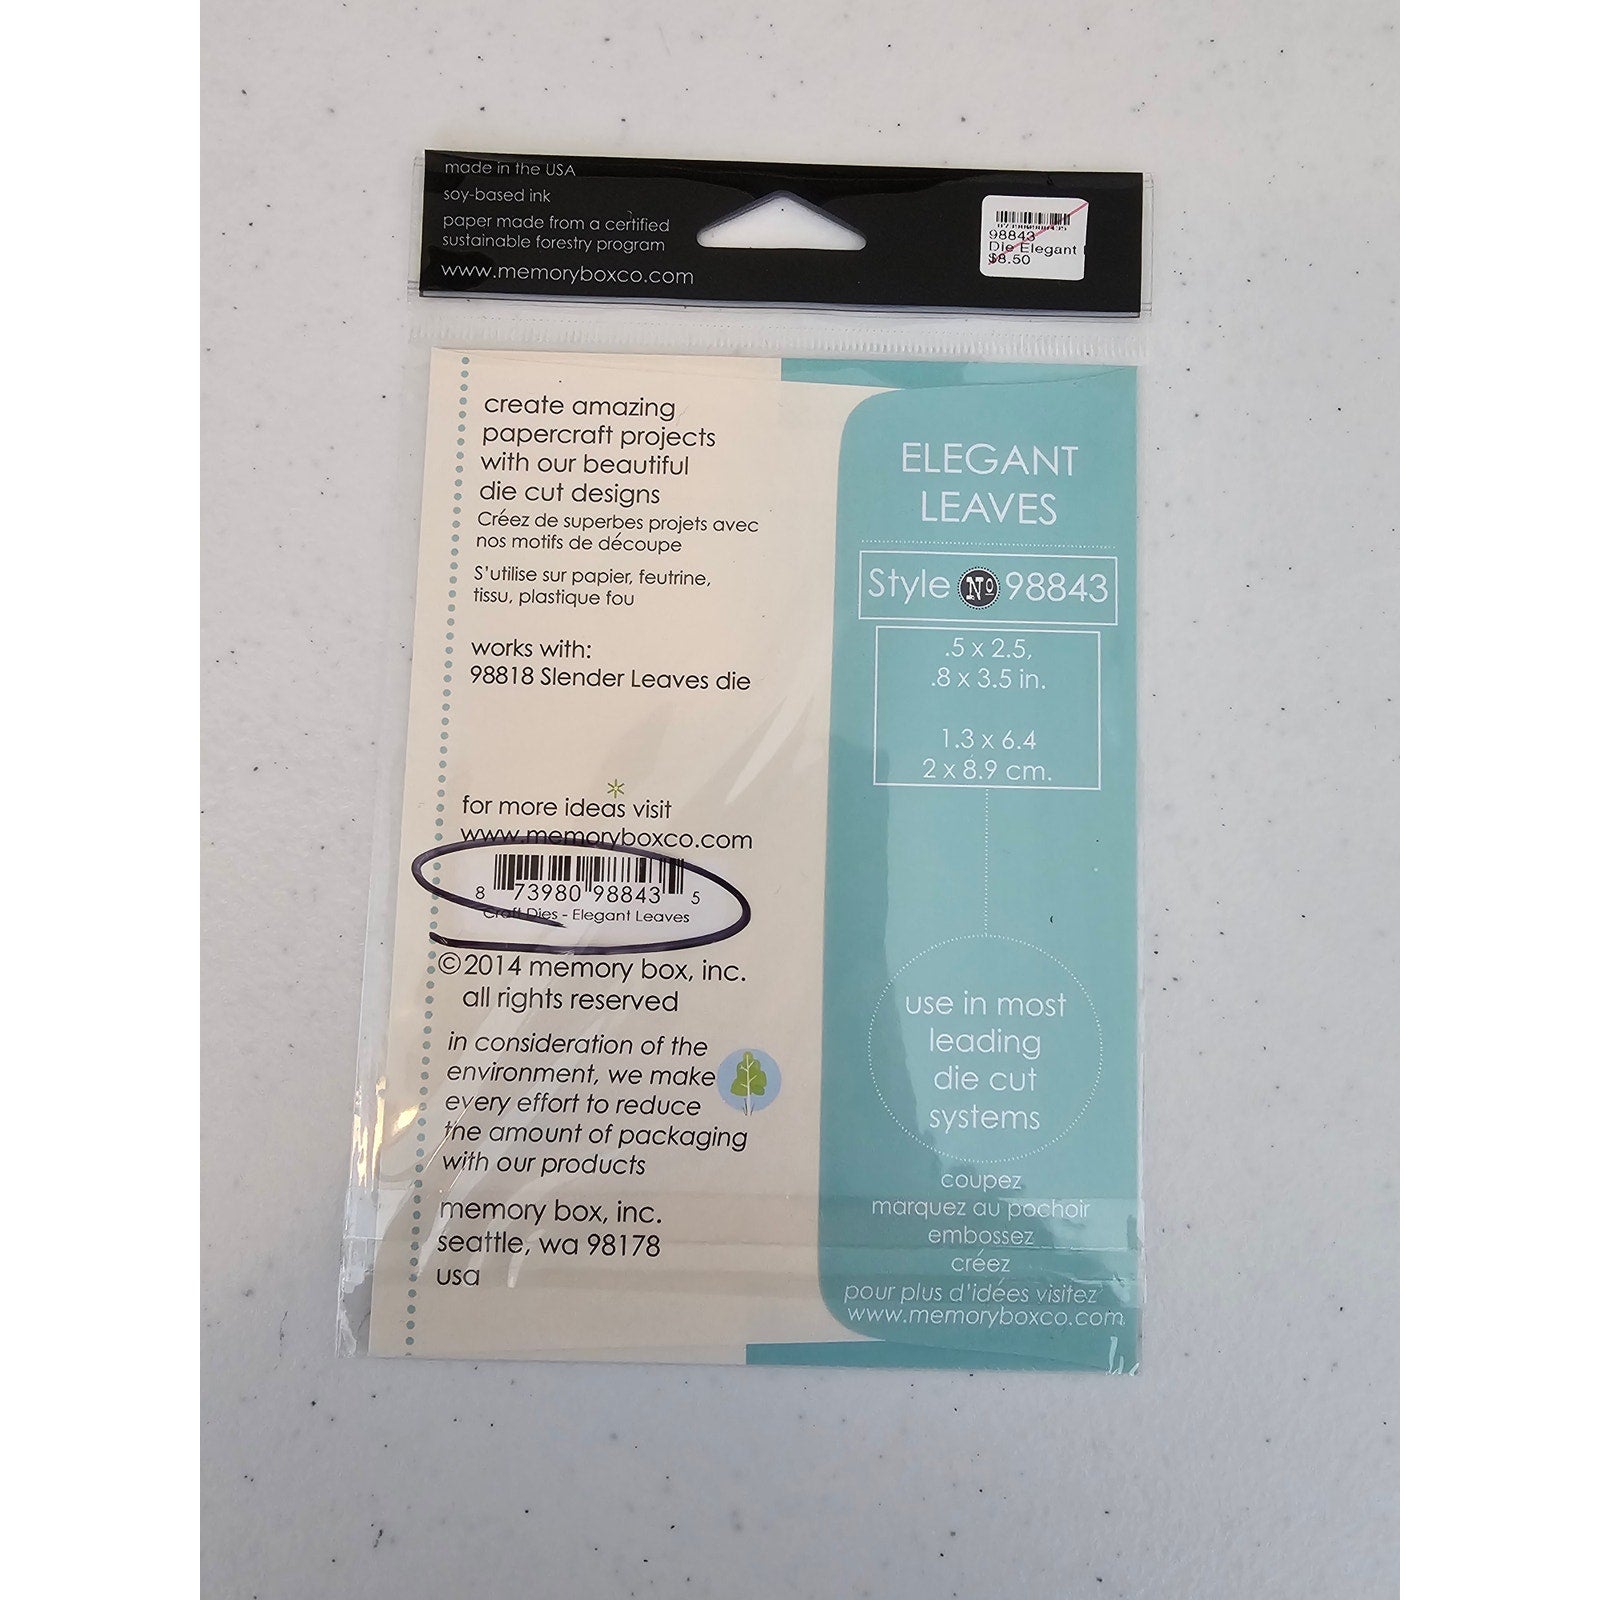 made in the USA
soy-based ink
paper made from a certified
sustainable forestry program
www.memoryboxco.com
98843
Die Elegant
$8.50
create amazing
papercraft projects
with our beautiful
die cut designs
Créez de superbes projets avec
nos motifs de découpe
S'utilise sur papier, feutrine,
tissu, plastique fou
works with:
98818 Slender Leaves die
for more ideas visit
www.memoryboxco.com
8 73980 98843 5
Craft Dies - Elegant Leaves
©2014 memory box, inc.
all rights reserved
in consideration of the
environment, we make
every effort to reduce
the amount of packaging
with our products
memory box, inc.
seattle, wa 98178
usa
ELEGANT
LEAVES
Style No 98843
.5 x 2.5,
.8 x 3.5 in.
1.3 x 6.4
2 x 8.9 cm.
use in most
leading
die cut
systems
coupez
marquez au pochoir
embossez
créez
pour plus d'idées visitez
www.memoryboxco.com